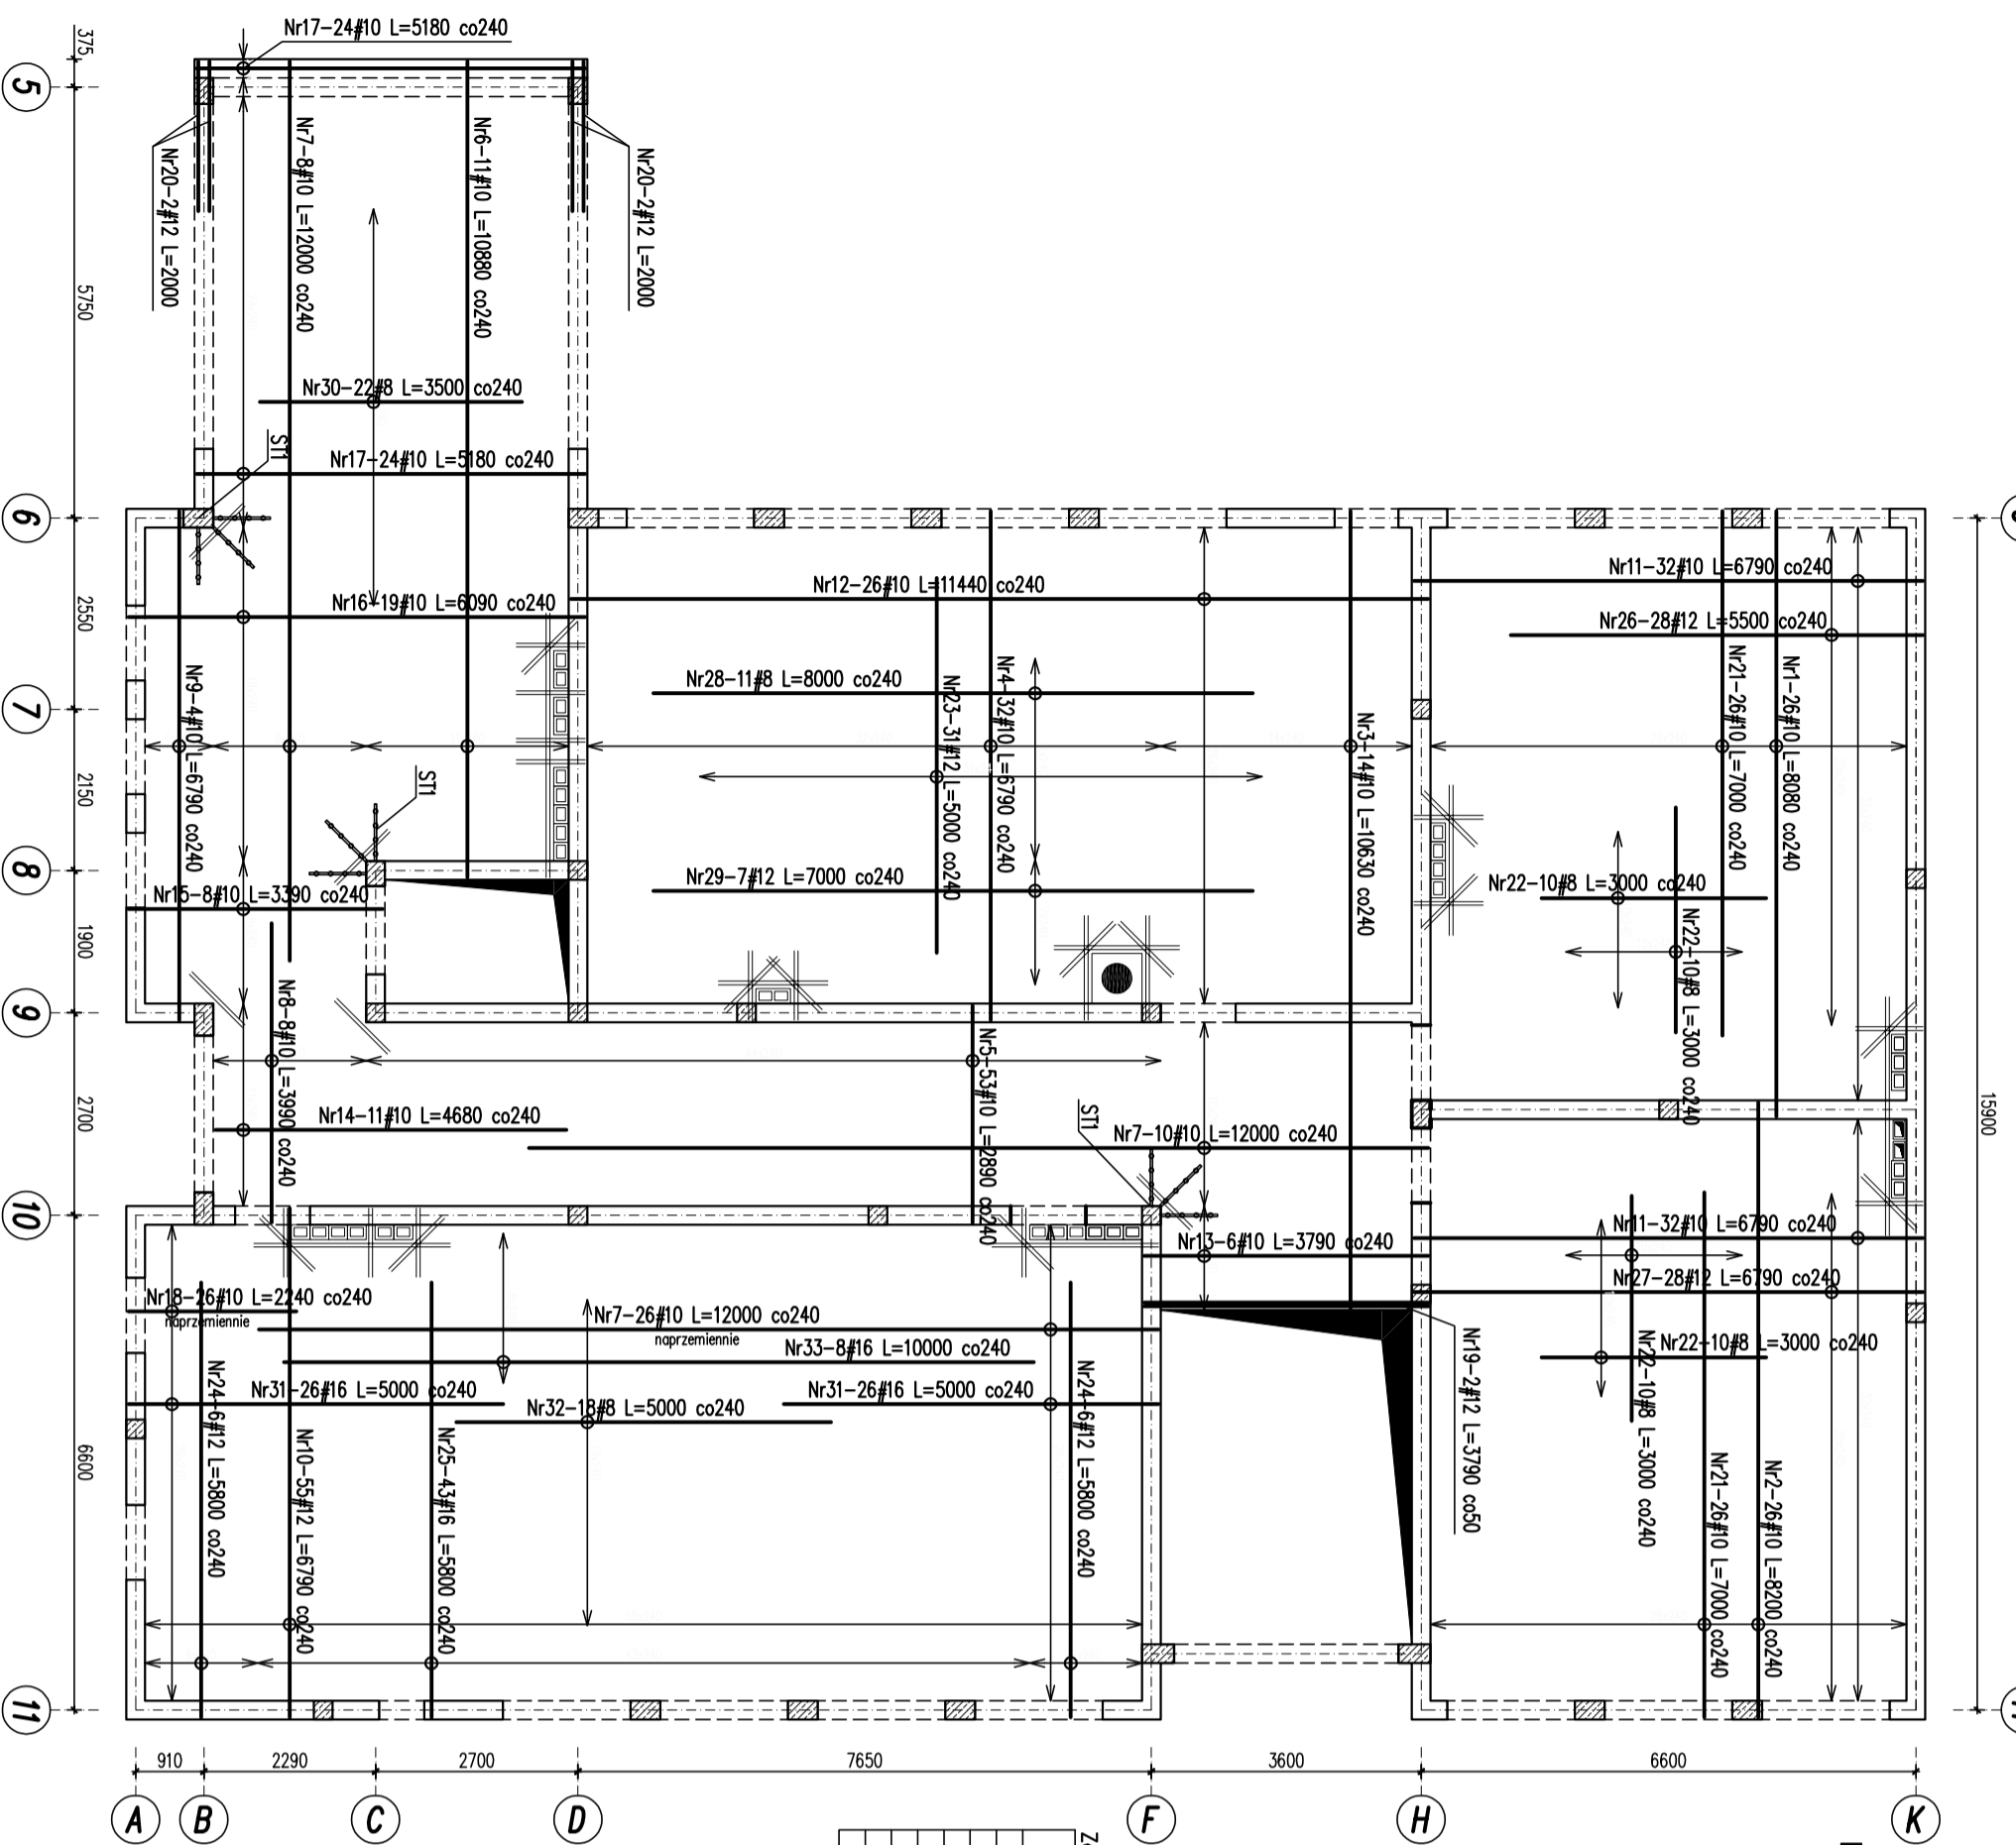 Nr17-24#10 L=5180 co240
375
5
Nr20-2#12 L=2000
Nr7-8#10 L=12000 co240
Nr6-11#10 L=10880 co240
Nr20-2#12 L=2000
5750
Nr30-22#8 L=3500 co240
ST1
Nr17-24#10 L=5180 co240
6
Nr16-19#10 L=6090 co240
Nr12-26#10 L=11440 co240
Nr11-32#10 L=6790 co240
Nr26-28#12 L=5500 co240
2550
Nr9-4#10 L=6790 co240
Nr28-11#8 L=8000 co240
Nr23-31#12 L=5000 co240
Nr4-32#10 L=6790 co240
Nr3-14#10 L=10630 co240
Nr21-26#10 L=7000 co240
Nr1-26#10 L=8080 co240
7
2150
ST1
8
Nr15-8#10 L=3390 co240
Nr29-7#12 L=7000 co240
Nr22-10#8 L=3000 co240
Nr22-10#8 L=3000 co240
1900
9
Nr8-8#10 L=3990 co240
Nr5-53#10 L=2890 co240
2700
Nr14-11#10 L=4680 co240
ST1
Nr7-10#10 L=12000 co240
15900
10
Nr13-6#10 L=3790 co240
Nr11-32#10 L=6790 co240
Nr27-28#12 L=6790 co240
Nr18-26#10 L=2240 co240
naprzemiennie
Nr7-26#10 L=12000 co240
naprzemiennie
Nr33-8#16 L=10000 co240
Nr22-10#8 L=3000 co240
Nr22-10#8 L=3000 co240
Nr19-2#12 L=3790 co50
Nr31-26#16 L=5000 co240
Nr31-26#16 L=5000 co240
Nr32-18#8 L=5000 co240
Nr24-6#12 L=5800 co240
Nr10-55#12 L=6790 co240
Nr25-43#16 L=5800 co240
Nr24-6#12 L=5800 co240
Nr21-26#10 L=7000 co240
Nr2-26#10 L=8200 co240
6600
11
910
2290
2700
7650
3600
6600
A
B
C
D
F
H
K